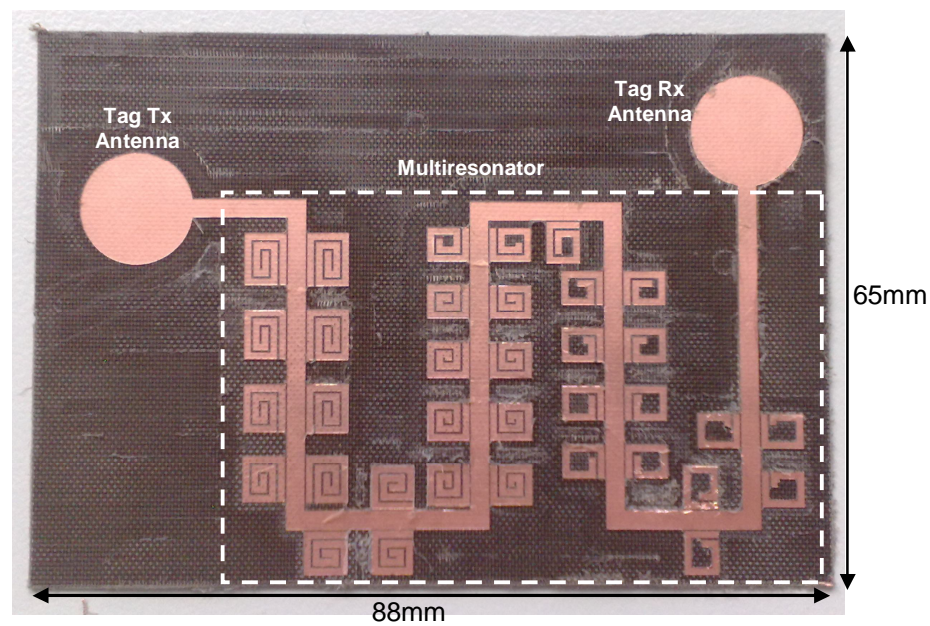 Tag Tx
Antenna
Tag Rx
Antenna
Multiresonator
65mm
88mm